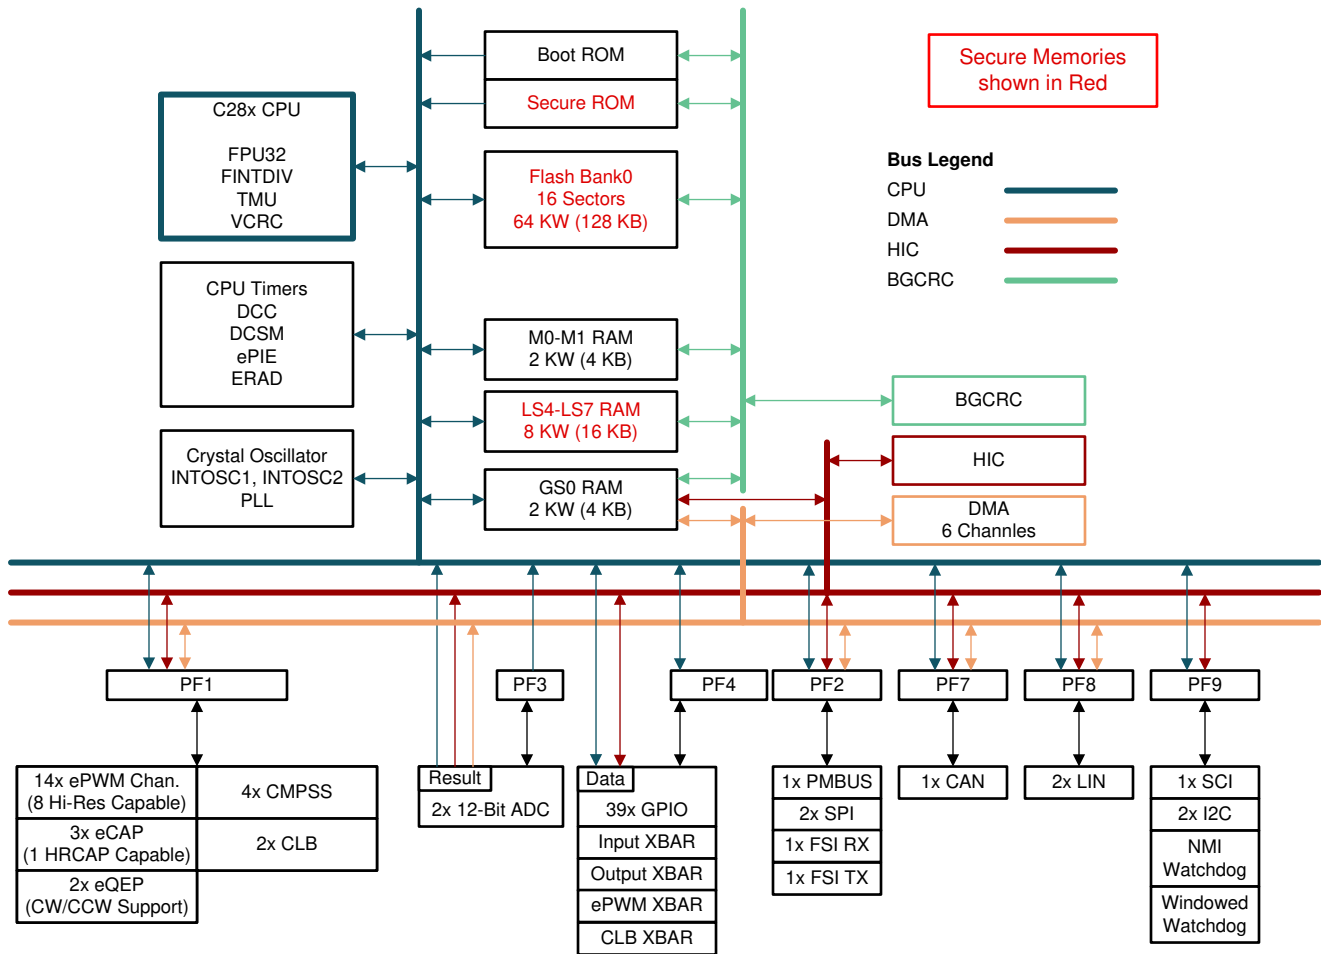 Boot ROM
Secure ROM
Secure Memories
shown in Red
C28x CPU
FPU32
FINTDIV
TMU
VCRC
Flash Bank0
16 Sectors
64 KW (128 KB)
Bus Legend
CPU
DMA
HIC
BGCRC
CPU Timers
DCC
DCSM
ePIE
ERAD
M0-M1 RAM
2 KW (4 KB)
LS4-LS7 RAM
8 KW (16 KB)
BGCRC
Crystal Oscillator
INTOSC1, INTOSC2
PLL
GS0 RAM
2 KW (4 KB)
HIC
DMA
6 Channles
PF1
PF3
PF4
PF2
PF7
PF8
PF9
14x ePWM Chan.
(8 Hi-Res Capable)
4x CMPSS
3x eCAP
(1 HRCAP Capable)
2x CLB
2x eQEP
(CW/CCW Support)
Result
2x 12-Bit ADC
Data
39x GPIO
Input XBAR
Output XBAR
ePWM XBAR
CLB XBAR
1x PMBUS
2x SPI
1x FSI RX
1x FSI TX
1x CAN
2x LIN
1x SCI
2x I2C
NMI
Watchdog
Windowed
Watchdog